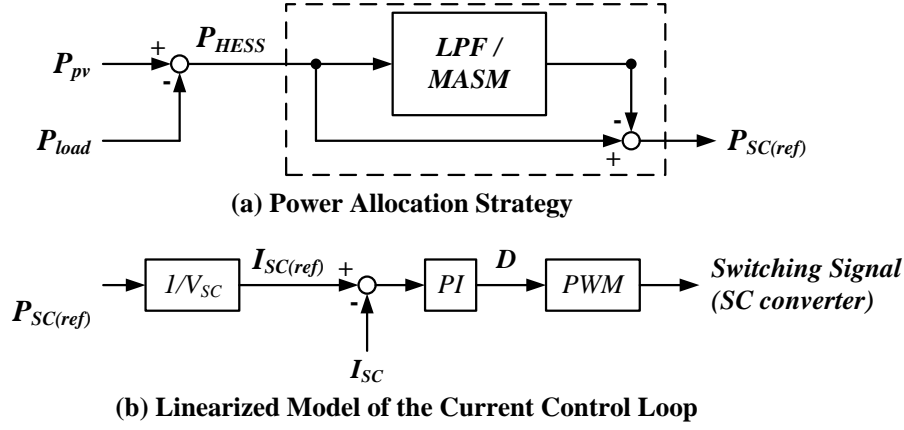 P_HESS
LPF /
MASM
P_pv
+
-
P_load
-
+
P_SC(ref)
(a) Power Allocation Strategy
P_SC(ref)
1/V_SC
I_SC(ref)
+
-
I_SC
PI
D
PWM
Switching Signal
(SC converter)
(b) Linearized Model of the Current Control Loop